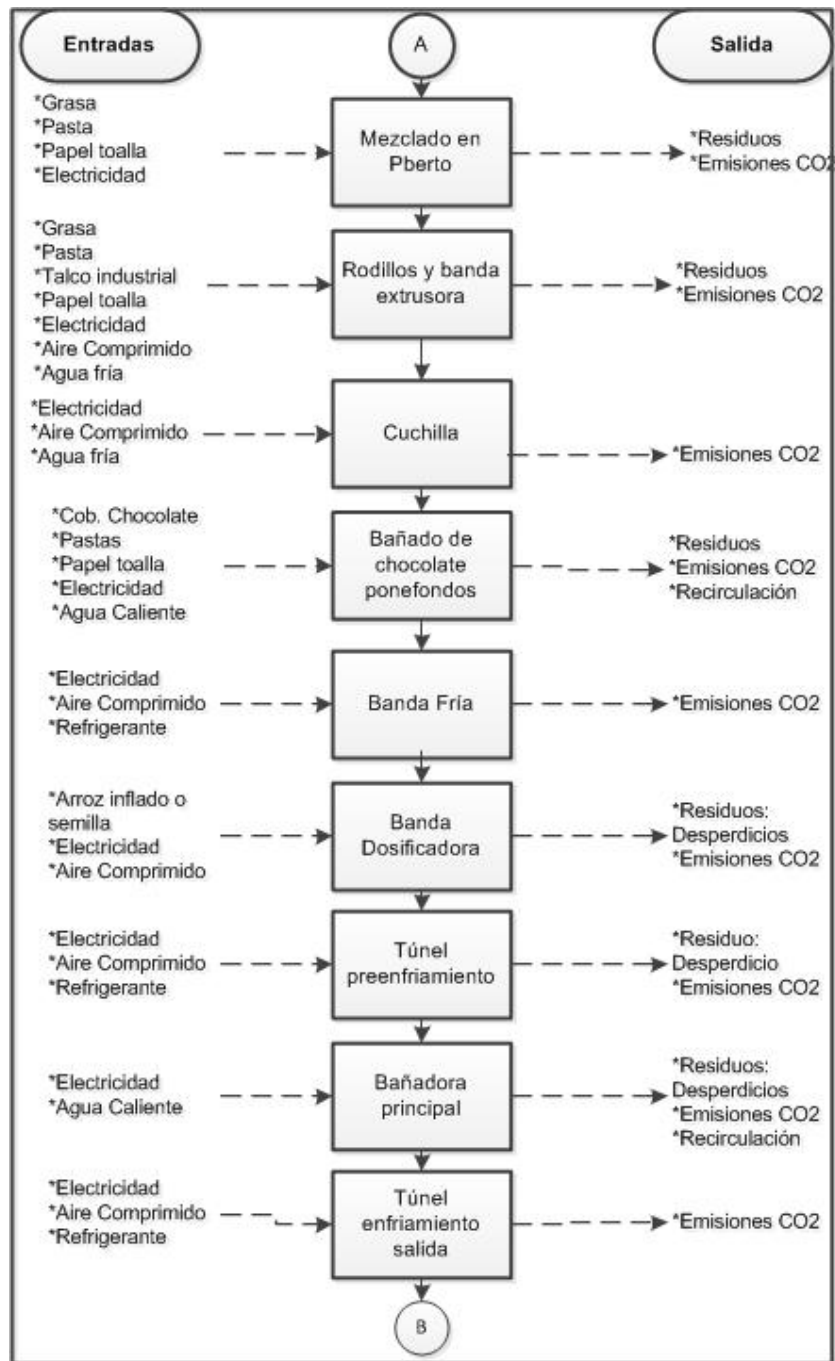 Entradas
A
Salida
*Grasa
*Pasta
*Papel toalla
*Electricidad
Mezclado en
Pberto
*Residuos
*Emisiones CO2
*Grasa
*Pasta
*Talco industrial
*Papel toalla
*Electricidad
*Aire Comprimido
*Agua fría
Rodillos y banda
extrusora
*Residuos
*Emisiones CO2
*Electricidad
*Aire Comprimido
*Agua fría
Cuchilla
*Emisiones CO2
*Cob. Chocolate
*Pastas
*Papel toalla
*Electricidad
*Agua Caliente
Bañado de
chocolate
ponefondos
*Residuos
*Emisiones CO2
*Recirculación
*Electricidad
*Aire Comprimido
*Refrigerante
Banda Fría
*Emisiones CO2
*Arroz inflado o
semilla
*Electricidad
*Aire Comprimido
Banda
Dosificadora
*Residuos:
Desperdicios
*Emisiones CO2
*Electricidad
*Aire Comprimido
*Refrigerante
Túnel
preenfriamiento
*Residuo:
Desperdicio
*Emisiones CO2
*Electricidad
*Agua Caliente
Bañadora
principal
*Residuos:
Desperdicios
*Emisiones CO2
*Recirculación
*Electricidad
*Aire Comprimido
*Refrigerante
Túnel
enfriamiento
salida
*Emisiones CO2
B